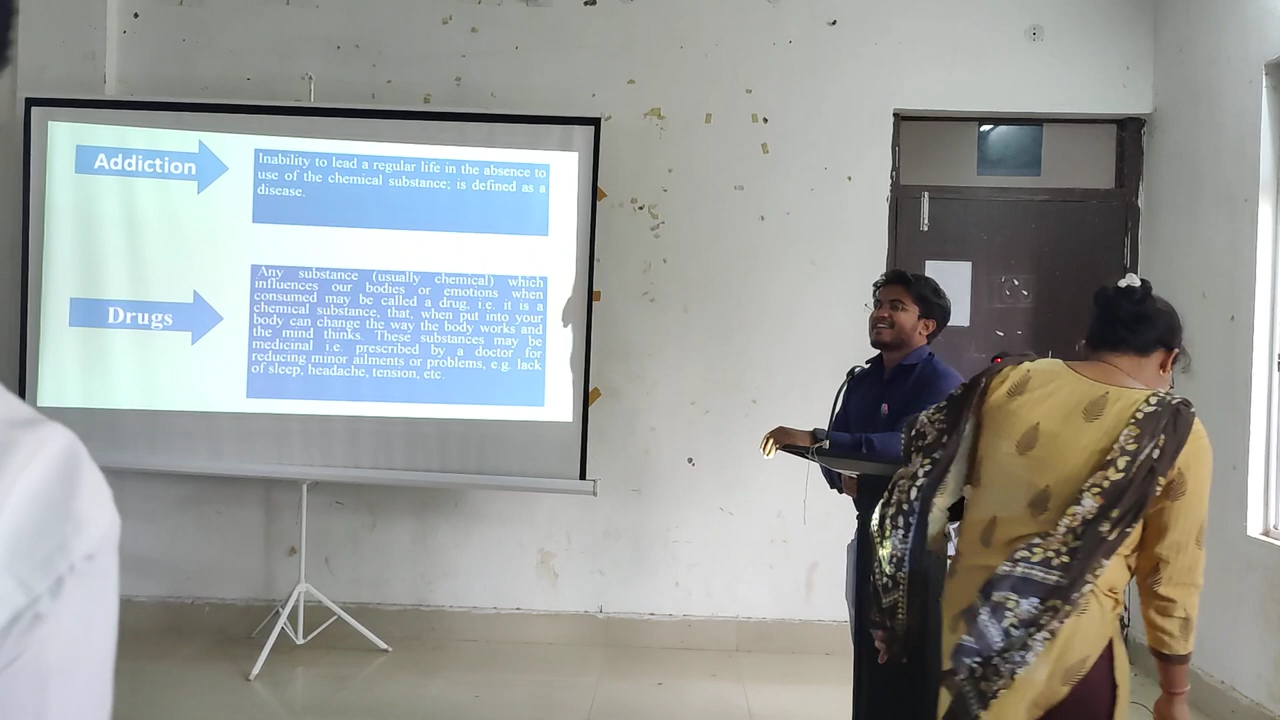 Addiction
Inability to lead a regular life in the absence to
use of the chemical substance; is defined as a
disease.
Drugs
Any substance (usually chemical) which
influences our bodies or emotions when
consumed may be called a drug, i.e. it is a
chemical substance, that, when put into your
body can change the way the body works and
the mind thinks. These substances may be
medicinal i.e. prescribed by a doctor for
reducing minor ailments or problems, e.g. lack
of sleep, headache, tension, etc.